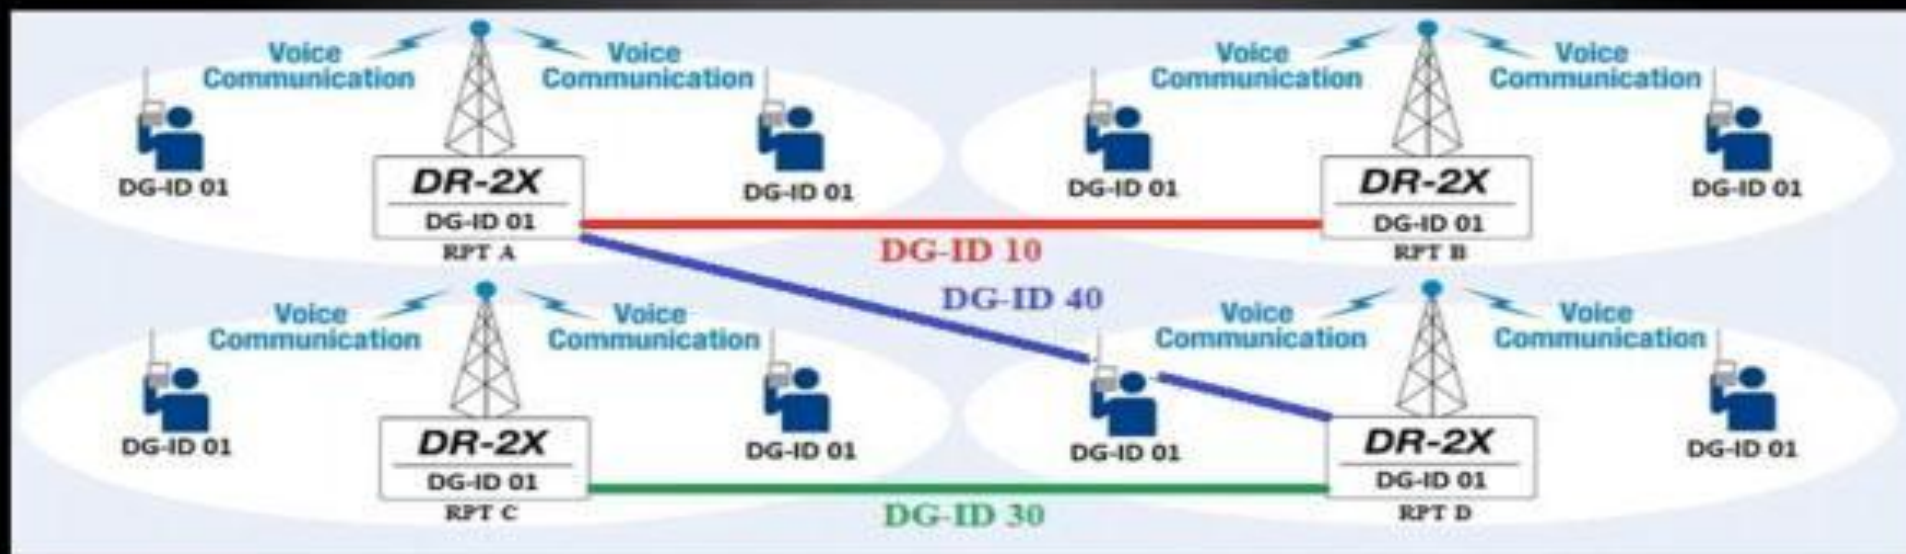 Voice
Communication
Voice
Communication
DG-ID 01
DG-ID 01
DR-2X
DG-ID 01
RPT A
Voice
Communication
Voice
Communication
DG-ID 01
DG-ID 01
DR-2X
DG-ID 01
RPT B
DG-ID 10
DG-ID 40
Voice
Communication
Voice
Communication
DG-ID 01
DG-ID 01
DR-2X
DG-ID 01
RPT C
Voice
Communication
Voice
Communication
DG-ID 01
DG-ID 01
DR-2X
DG-ID 01
RPT D
DG-ID 30